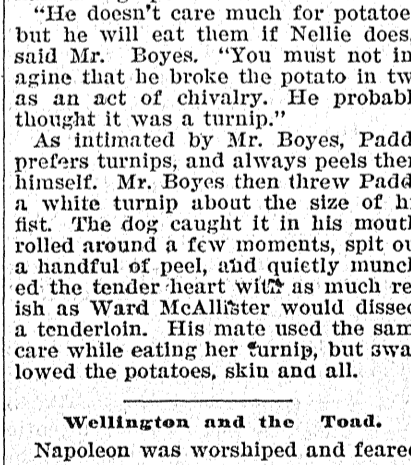 "He doesn't care much for potatoe
but he will eat them if Nellie does,
said Mr. Boyes. "You must not in
agine that he broke the potato in tw
as an act of chivalry. He probabl
thought it was a turnip."
As intimated by Mr. Boyes, Padd
prefers turnips, and always peels ther
himself. Mr. Boyes then threw Padd
a white turnip about the size of hi
fist. The dog caught it in his mouth
rolled around a few moments, spit ou
a handful of peel, and quietly munch
ed the tender heart with as much re
ish as Ward McAllister would dissec
a tenderloin. His mate used the sam
care while eating her turnip, but swa
lowed the potatoes, skin and all.
Wellington and the Toad.
Napoleon was worshiped and feare